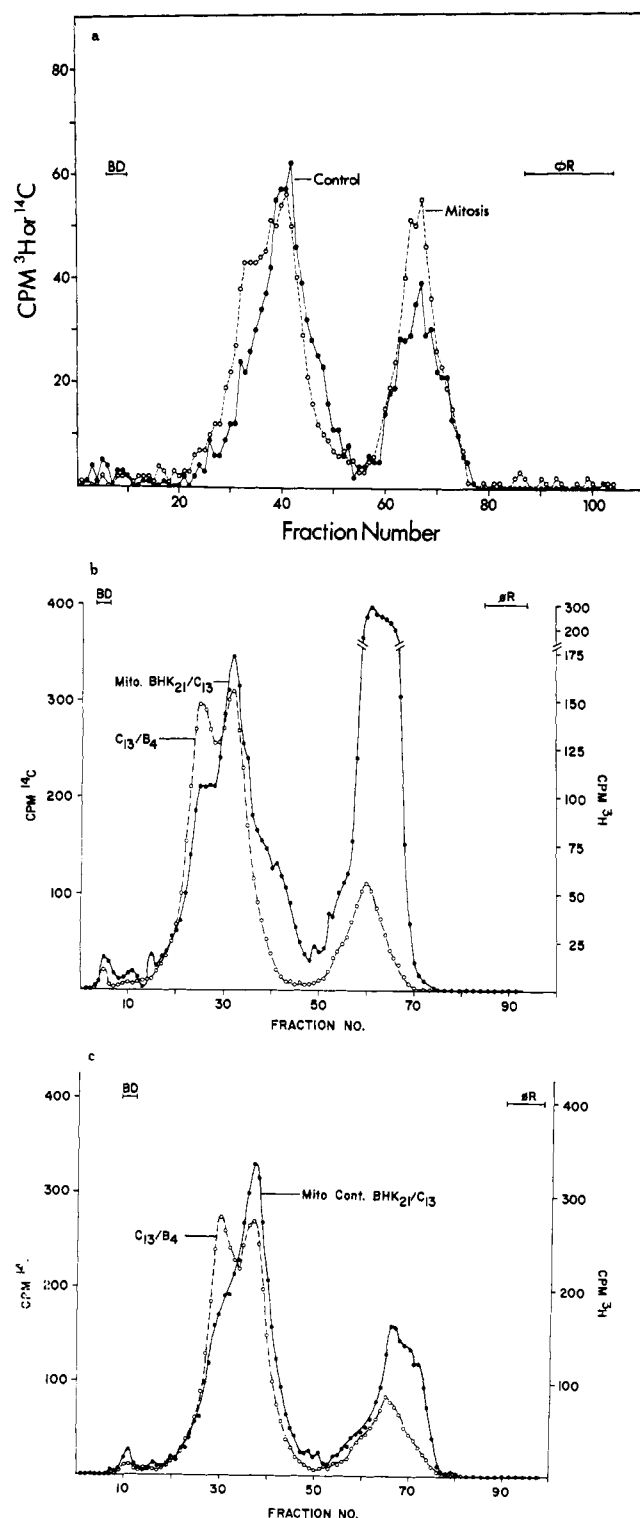 a
80
60
40
20
CPM ³H or ¹⁴C
BD
Control
Mitosis
ΦR
20 40 60 80 100
Fraction Number
b
BD
øR
400
300
200
100
CPM ¹⁴C
Mito. BHK₂₁/C₁₃
C₁₃/B₄
300
200
175
150
125
100
75
50
25
CPM ³H
10 30 50 70 90
FRACTION NO.
c
BD
øR
400
300
200
100
CPM
C₁₃/B₄
Mito Cont. BHK₂₁/C₁₃
400
300
200
100
CPM ³H
10 30 50 70 90
FRACTION NO.